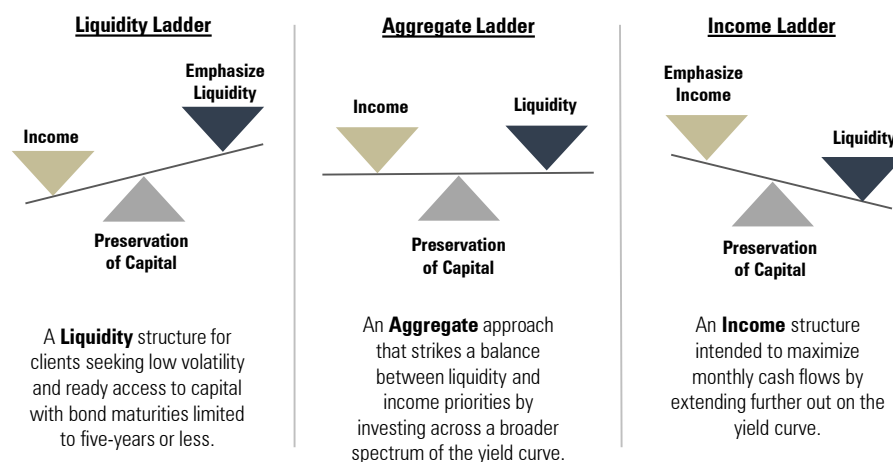 Liquidity Ladder
Emphasize
Liquidity
Income
Preservation
of Capital
A Liquidity structure for
clients seeking low volatility
and ready access to capital
with bond maturities limited
to five-years or less.
Aggregate Ladder
Income
Liquidity
Preservation
of Capital
An Aggregate approach
that strikes a balance
between liquidity and
income priorities by
investing across a broader
spectrum of the yield curve.
Income Ladder
Emphasize
Income
Liquidity
Preservation
of Capital
An Income structure
intended to maximize
monthly cash flows by
extending further out on the
yield curve.